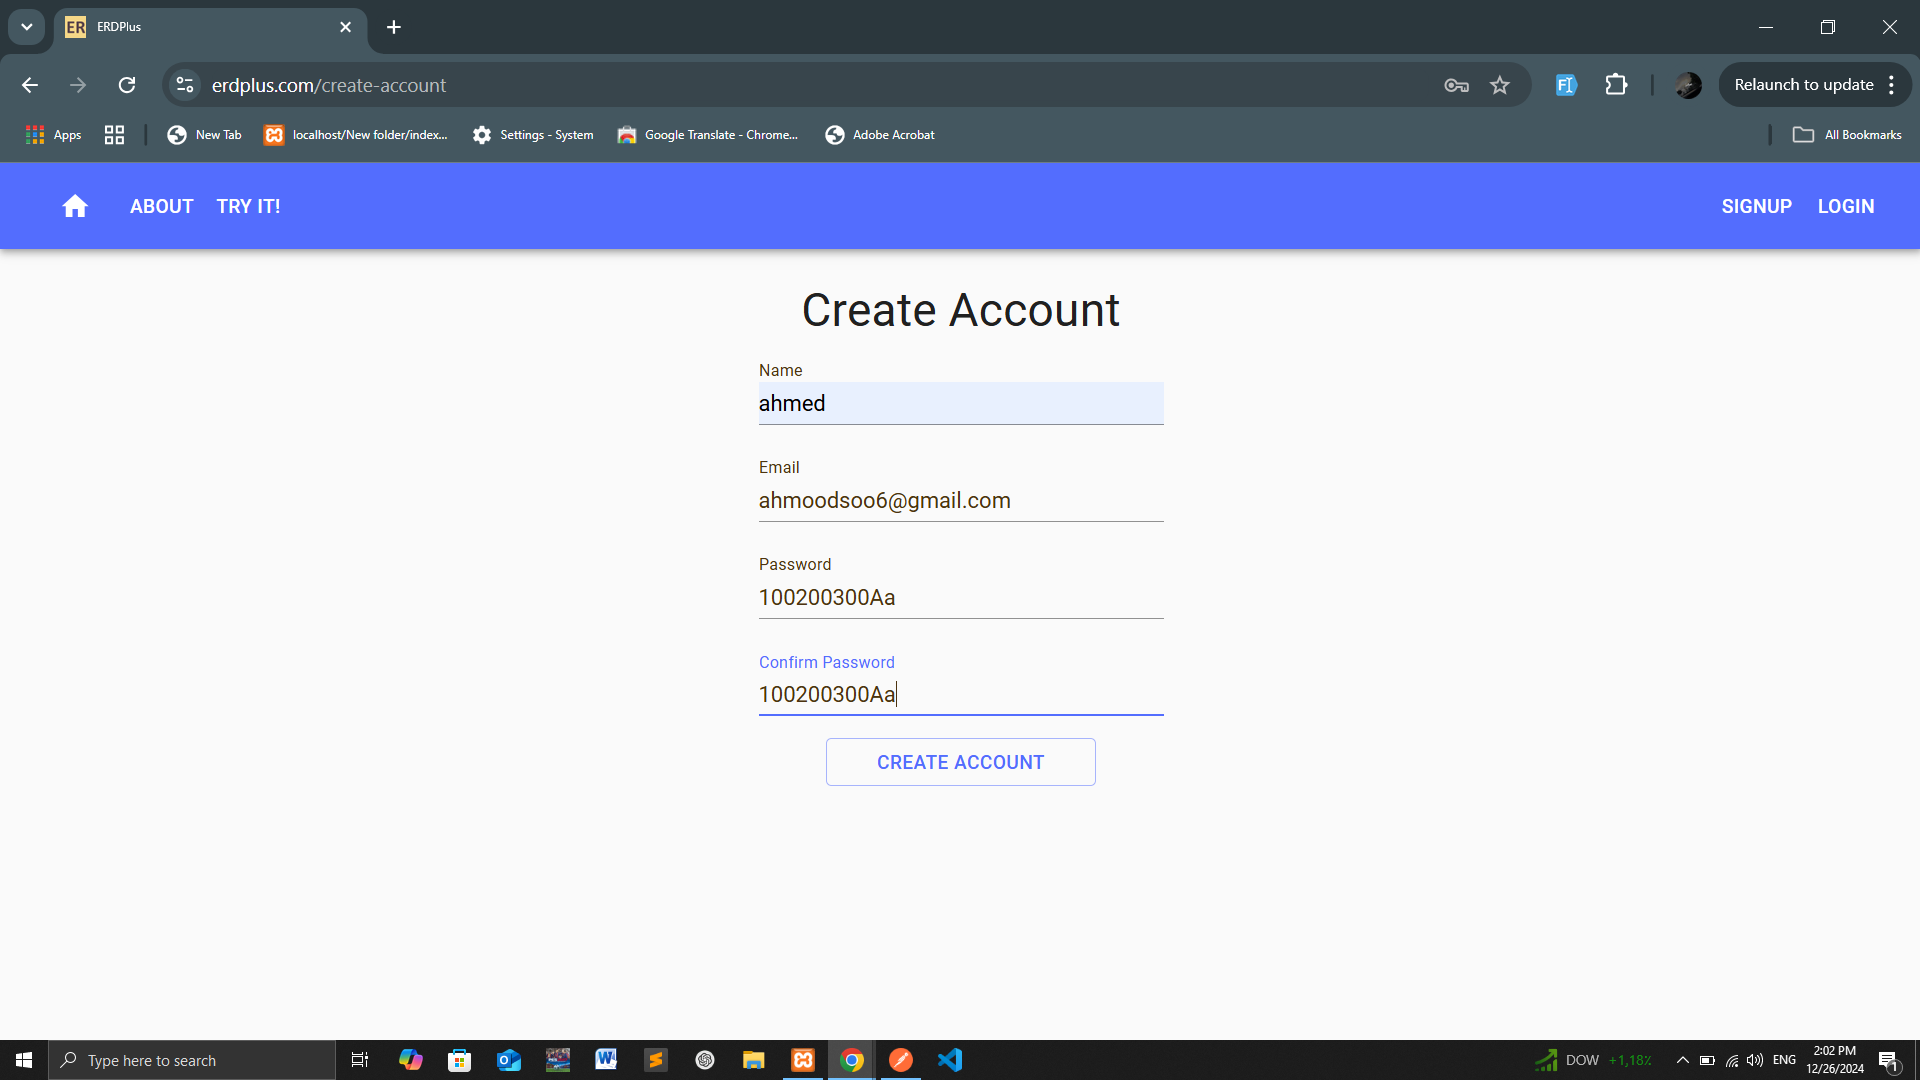 ERDPlus
erdplus.com/create-account
Relaunch to update
Apps
New Tab
localhost/New folder/index...
Settings - System
Google Translate - Chrome...
Adobe Acrobat
All Bookmarks
ABOUT
TRY IT!
SIGNUP
LOGIN
Create Account
Name
ahmed
Email
ahmoodsoo6@gmail.com
Password
100200300Aa
Confirm Password
100200300Aa
CREATE ACCOUNT
Type here to search
DOW +1,18%
ENG
2:02 PM
12/26/2024
1